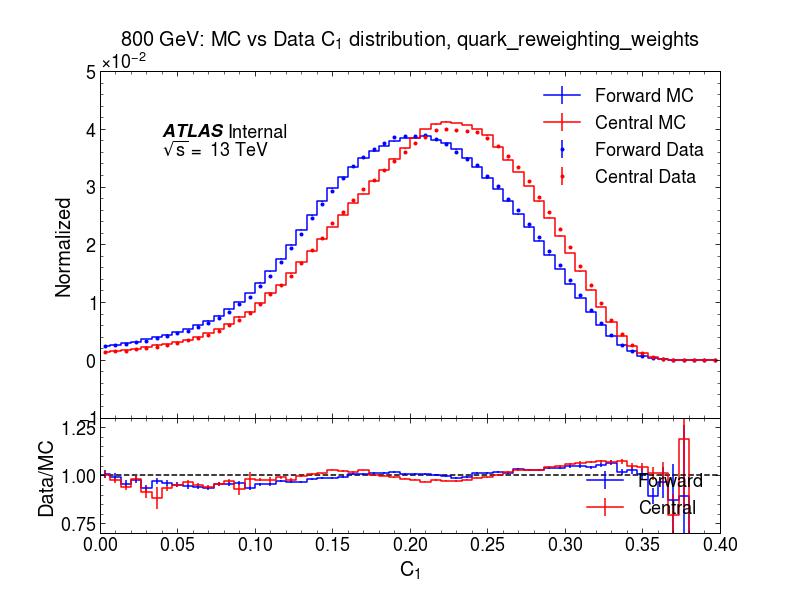 800 GeV: MC vs Data C₁ distribution, quark_reweighting_weights
×10⁻²
5
4
3
2
1
0
−1
Normalized
ATLAS Internal
√s = 13 TeV
Forward MC
Central MC
Forward Data
Central Data
1.25
1.00
0.75
Data/MC
Forward
Central
0.00 0.05 0.10 0.15 0.20 0.25 0.30 0.35 0.40
C₁